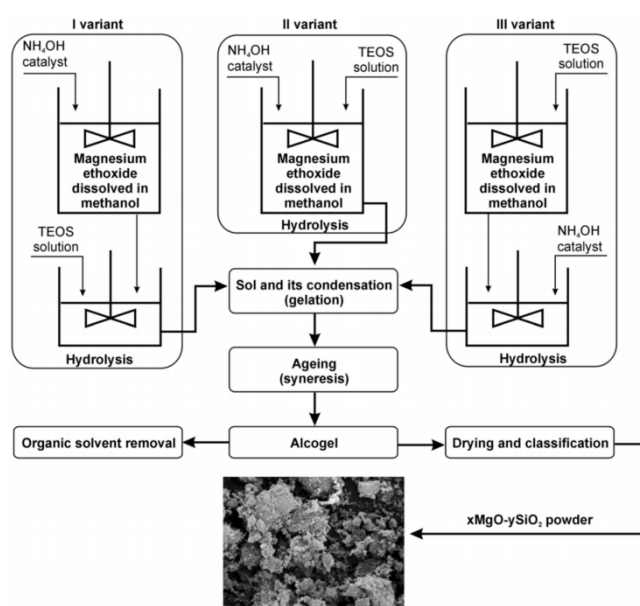 I variant
NH₄OH
catalyst
Magnesium
ethoxide
dissolved in
methanol
TEOS
solution
Hydrolysis
II variant
NH₄OH
catalyst
TEOS
solution
Magnesium
ethoxide
dissolved in
methanol
Hydrolysis
III variant
TEOS
solution
Magnesium
ethoxide
dissolved in
methanol
NH₄OH
catalyst
Hydrolysis
Sol and its condensation
(gelation)
Ageing
(syneresis)
Organic solvent removal
Alcogel
Drying and classification
xMgO-ySiO₂ powder